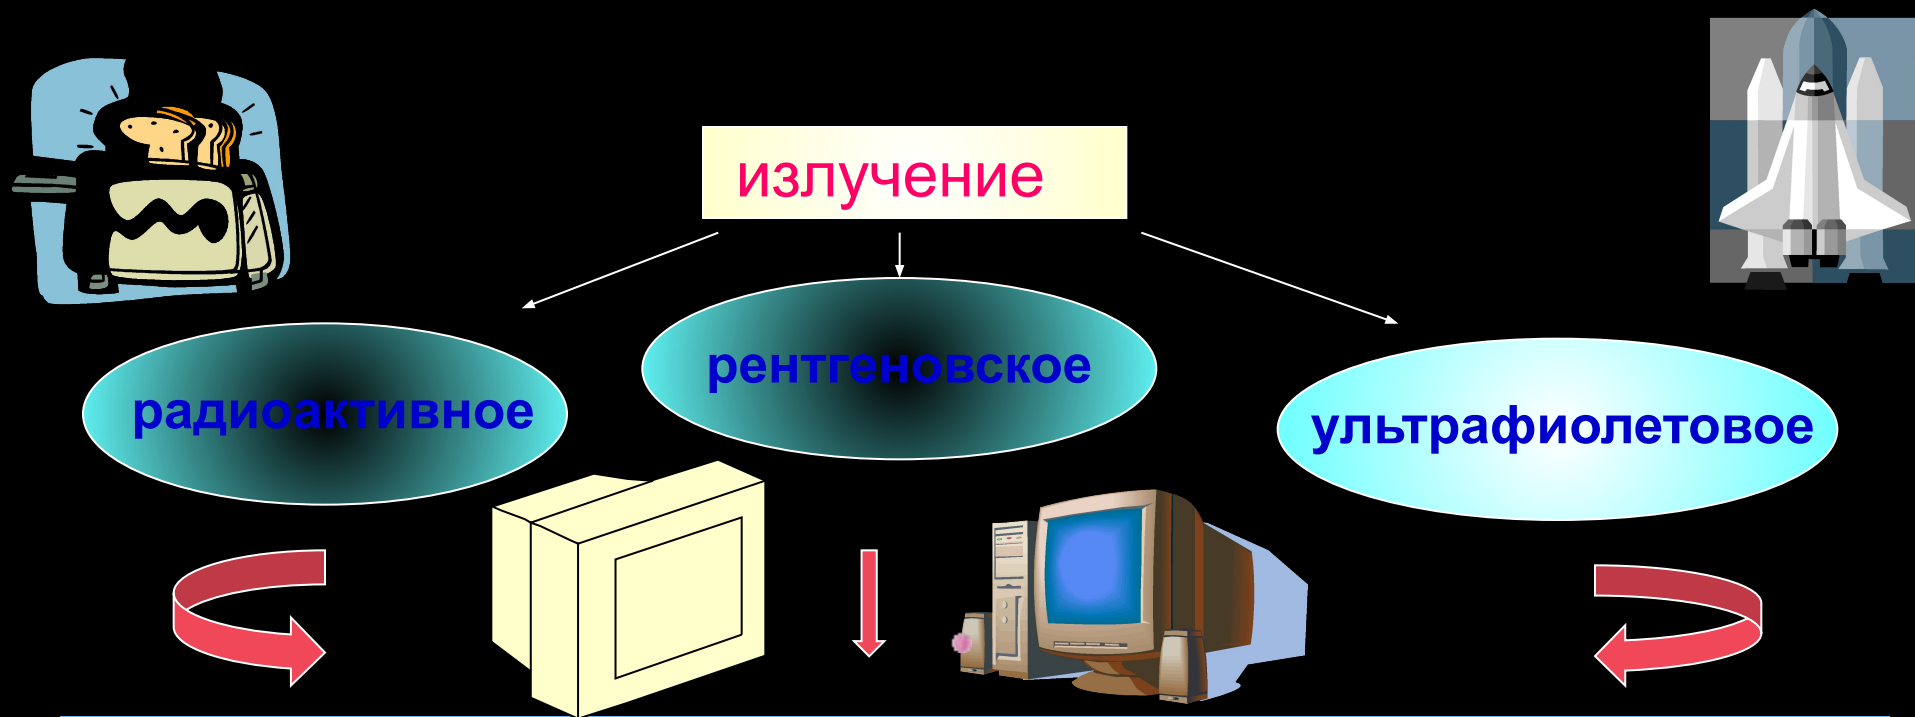 излучение
радиоактивное
рентгеновское
ультрафиолетовое